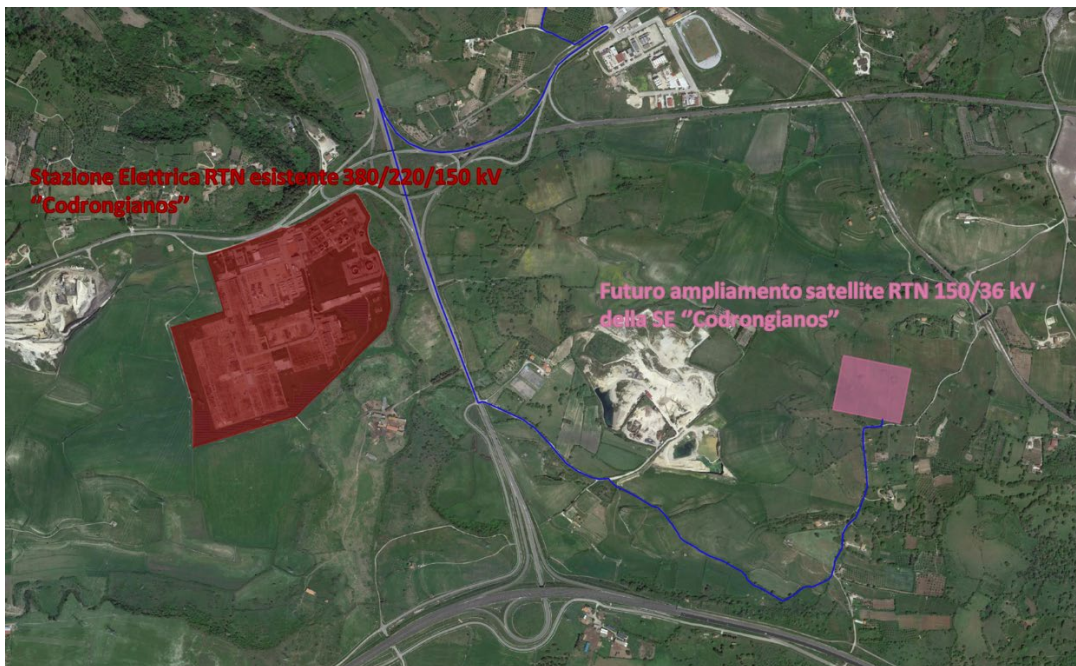 Stazione Elettrica RTN esistente 380/220/150 kV
“Codrongianos”
Futuro ampliamento satellite RTN 150/36 kV
della SE “Codrongianos”